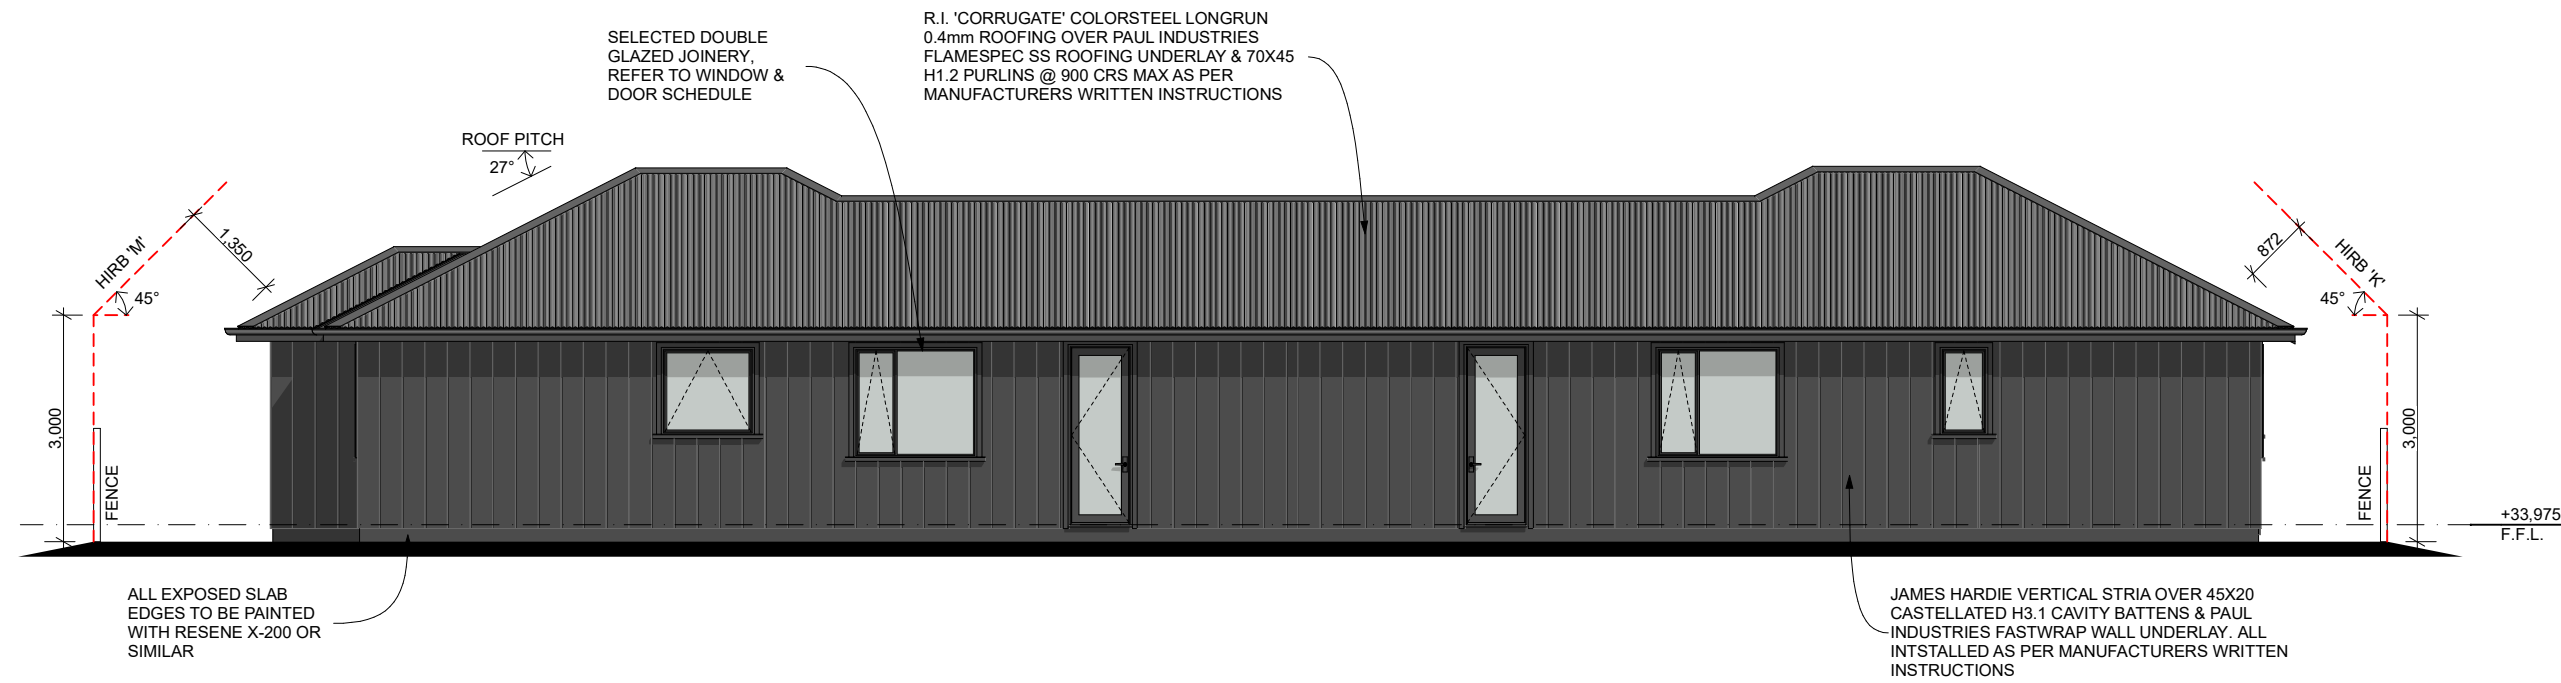 R.I. 'CORRUGATE' COLORSTEEL LONGRUN
0.4mm ROOFING OVER PAUL INDUSTRIES
FLAMESPEC SS ROOFING UNDERLAY & 70X45
H1.2 PURLINS @ 900 CRS MAX AS PER
MANUFACTURERS WRITTEN INSTRUCTIONS
SELECTED DOUBLE
GLAZED JOINERY,
REFER TO WINDOW &
DOOR SCHEDULE
ROOF PITCH
27°
1,350
HIRB 'M'
45°
872
HIRB 'K'
45°
3,000
FENCE
3,000
FENCE
+33,975
F.F.L.
ALL EXPOSED SLAB
EDGES TO BE PAINTED
WITH RESENE X-200 OR
SIMILAR
JAMES HARDIE VERTICAL STRIA OVER 45X20
CASTELLATED H3.1 CAVITY BATTENS & PAUL
INDUSTRIES FASTWRAP WALL UNDERLAY. ALL
INTSTALLED AS PER MANUFACTURERS WRITTEN
INSTRUCTIONS